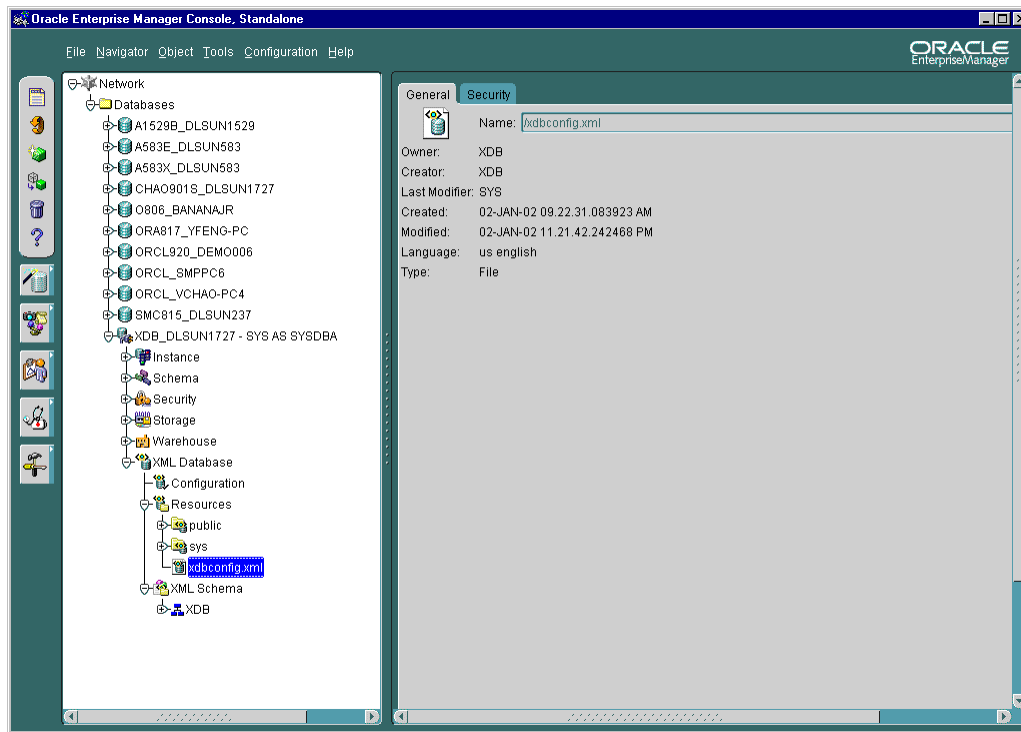 Oracle Enterprise Manager Console, Standalone
File Navigator Object Tools Configuration Help
ORACLE
EnterpriseManager
Network
Databases
A1529B_DLSUN1529
A583E_DLSUN583
A583X_DLSUN583
CHAO901S_DLSUN1727
O806_BANANAJR
ORA817_YFENG-PC
ORCL920_DEMO006
ORCL_SMPPC6
ORCL_VCHAO-PC4
SMC815_DLSUN237
XDB_DLSUN1727 - SYS AS SYSDBA
Instance
Schema
Security
Storage
Warehouse
XML Database
Configuration
Resources
public
sys
xdbconfig.xml
XML Schema
XDB
General Security
Name: /xdbconfig.xml
Owner: XDB
Creator: XDB
Last Modifier: SYS
Created: 02-JAN-02 09.22.31.083923 AM
Modified: 02-JAN-02 11.21.42.242468 PM
Language: us english
Type: File